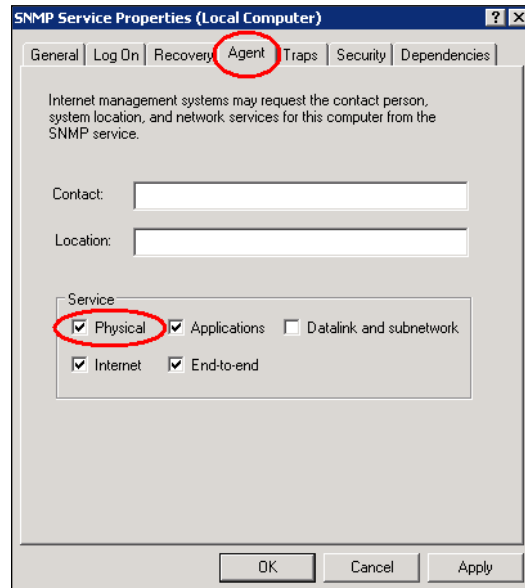 SNMP Service Properties (Local Computer)
General Log On Recovery Agent Traps Security Dependencies
Internet management systems may request the contact person,
system location, and network services for this computer from the
SNMP service.
Contact:
Location:
Service
Physical Applications Datalink and subnetwork
Internet End-to-end
OK Cancel Apply